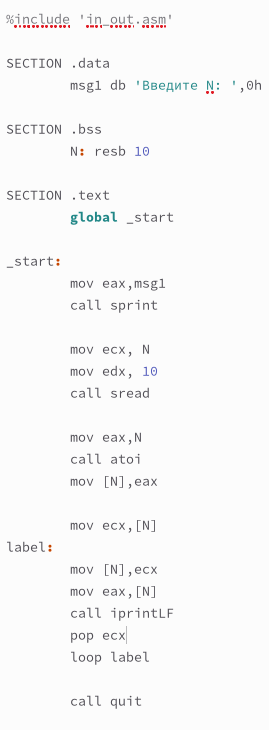 %include 'in_out.asm'
SECTION .data
msg1 db 'Введите N: ',0h
SECTION .bss
N: resb 10
SECTION .text
global _start
_start:
mov eax,msg1
call sprint
mov ecx, N
mov edx, 10
call sread
mov eax,N
call atoi
mov [N],eax
mov ecx,[N]
label:
mov [N],ecx
mov eax,[N]
call iprintLF
pop ecx
loop label
call quit